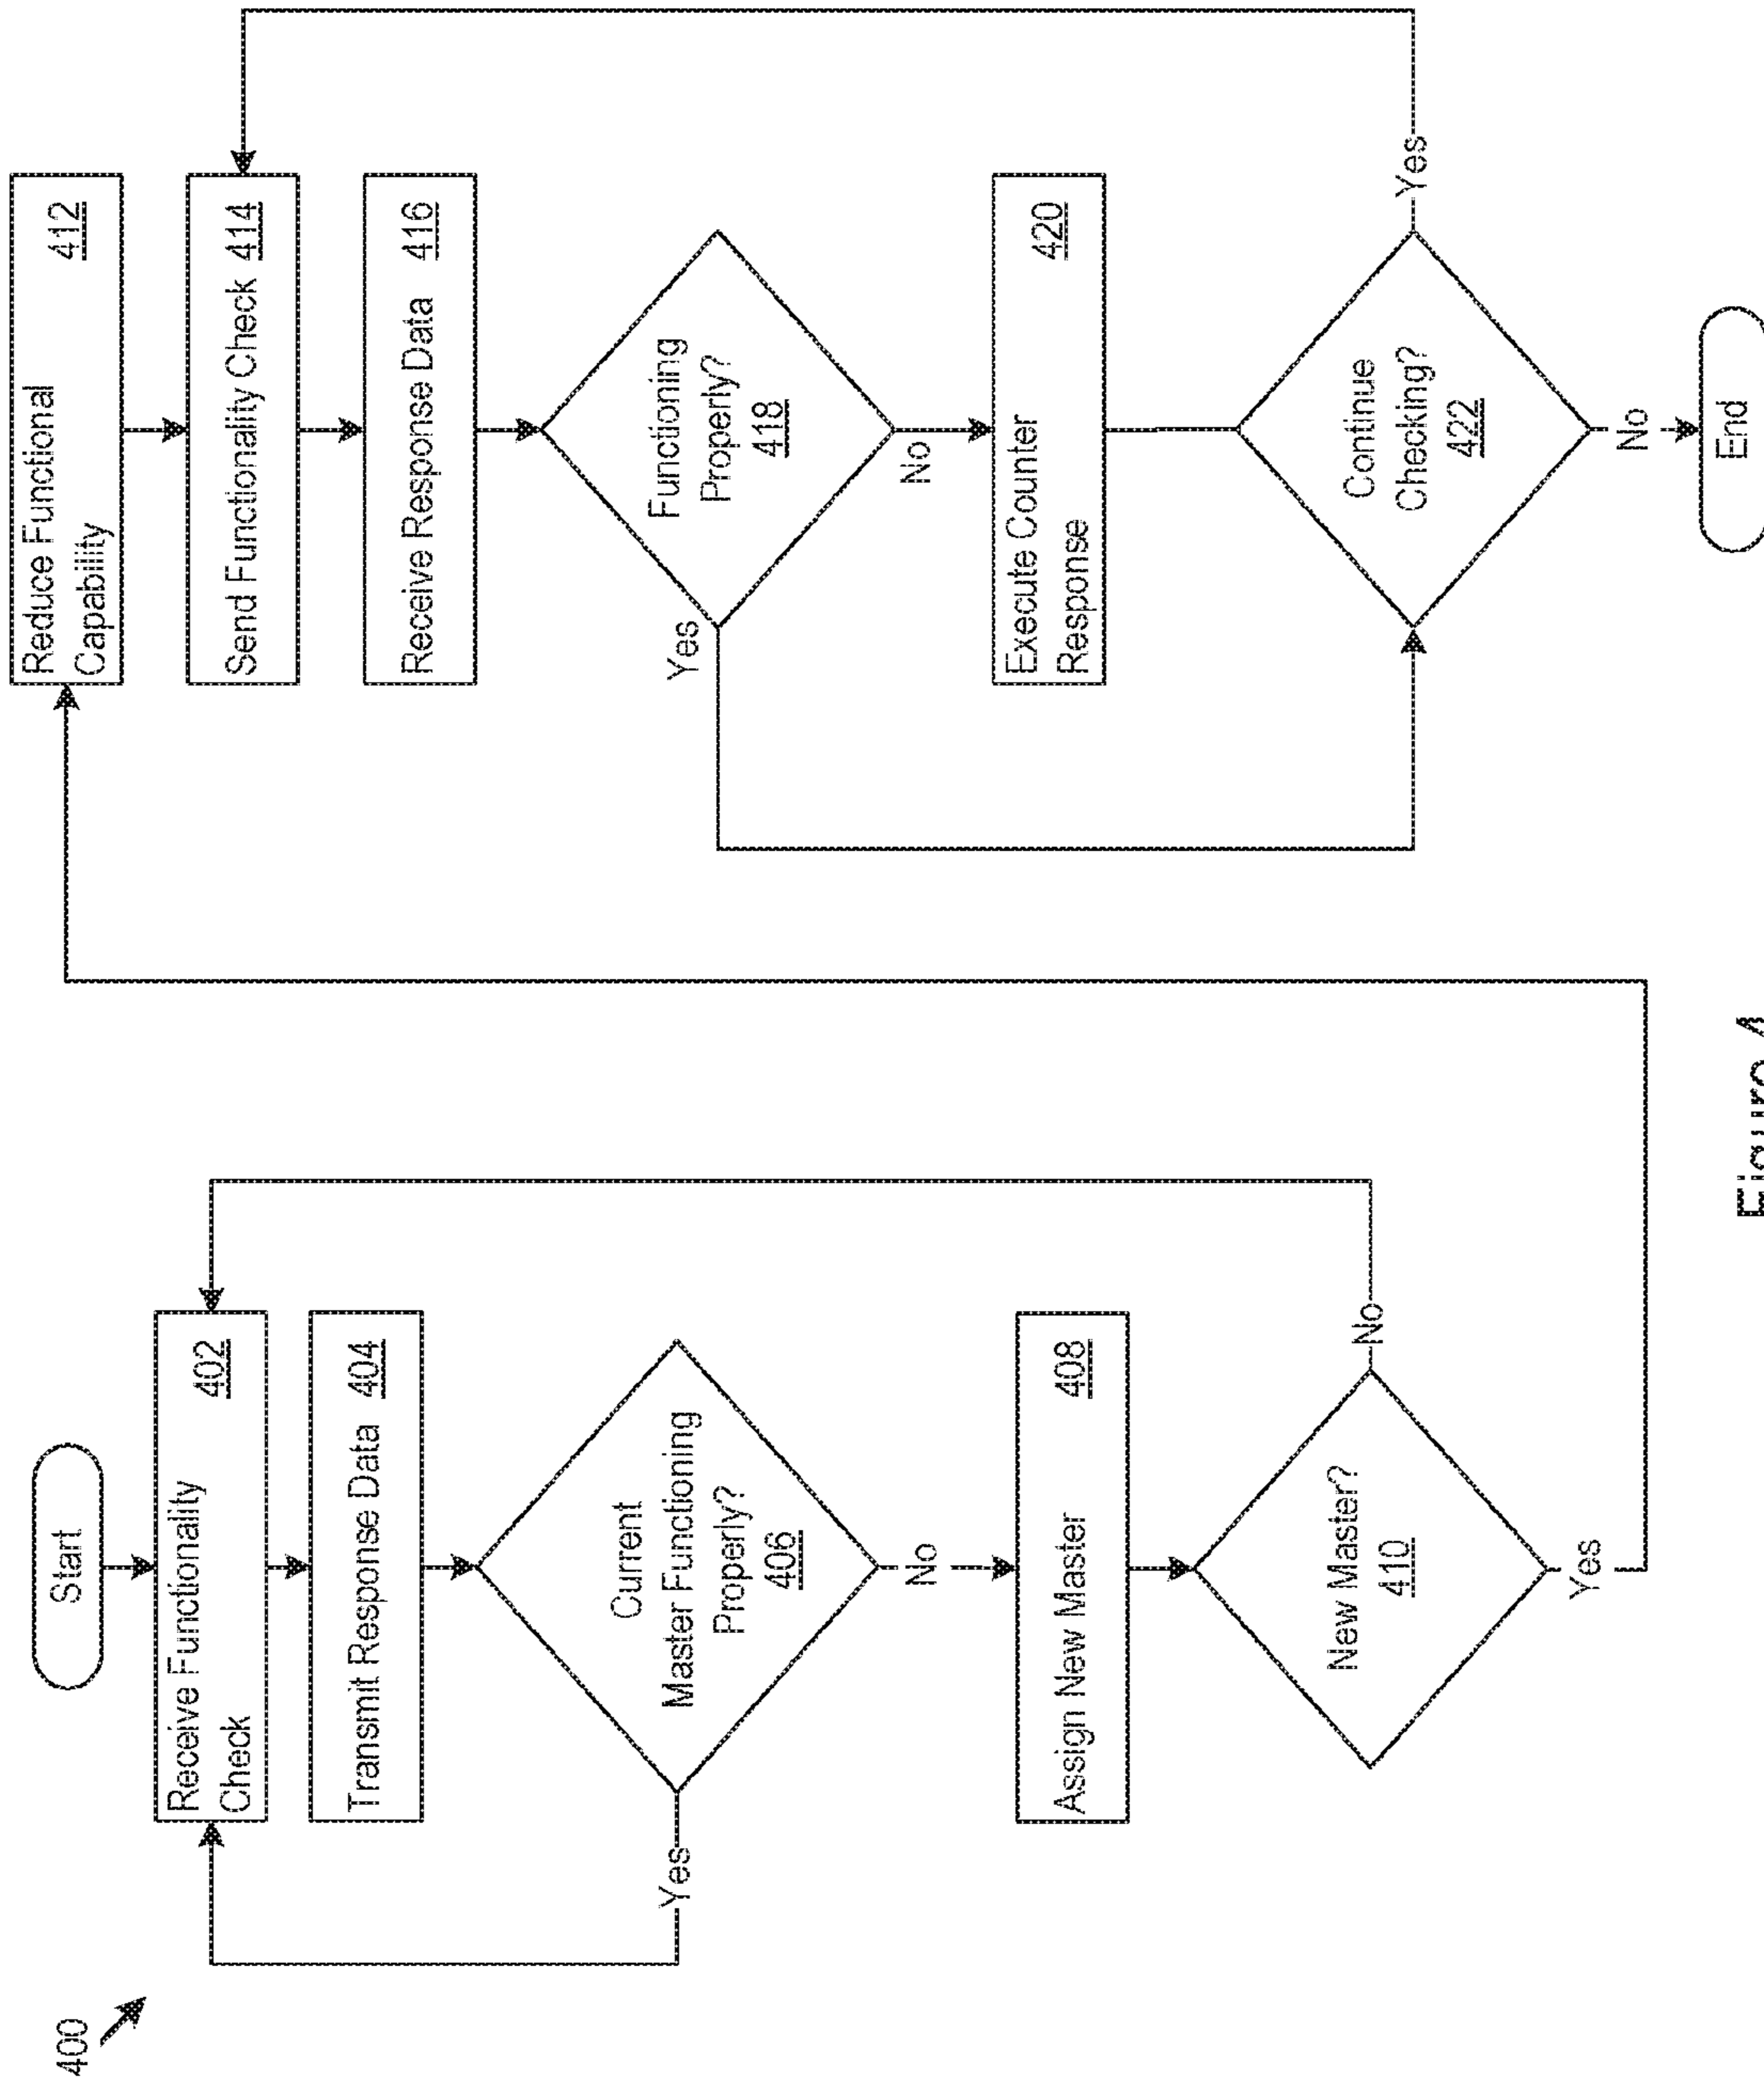 400
Start
Receive Functionality
Check
402
Transmit Response Data 404
Current
Master Functioning
Properly?
406
Yes
No
Assign New Master
408
New Master?
410
No
Yes
Reduce Functional
Capability
412
Send Functionality Check 414
Receive Response Data 416
Functioning
Properly?
418
Yes
No
Execute Counter
Response
420
Continue
Checking?
422
Yes
No
End
Figure 4